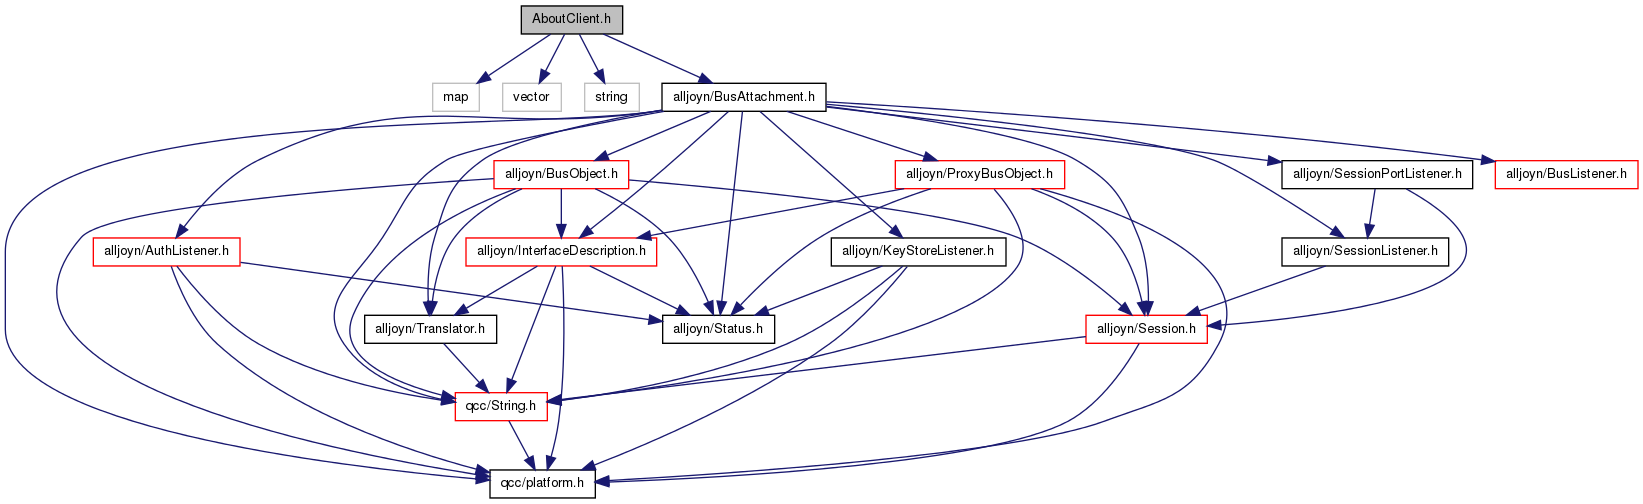 AboutClient.h
map
vector
string
alljoyn/BusAttachment.h
alljoyn/BusObject.h
alljoyn/ProxyBusObject.h
alljoyn/SessionPortListener.h
alljoyn/BusListener.h
alljoyn/AuthListener.h
alljoyn/InterfaceDescription.h
alljoyn/KeyStoreListener.h
alljoyn/SessionListener.h
alljoyn/Translator.h
alljoyn/Status.h
alljoyn/Session.h
qcc/String.h
qcc/platform.h